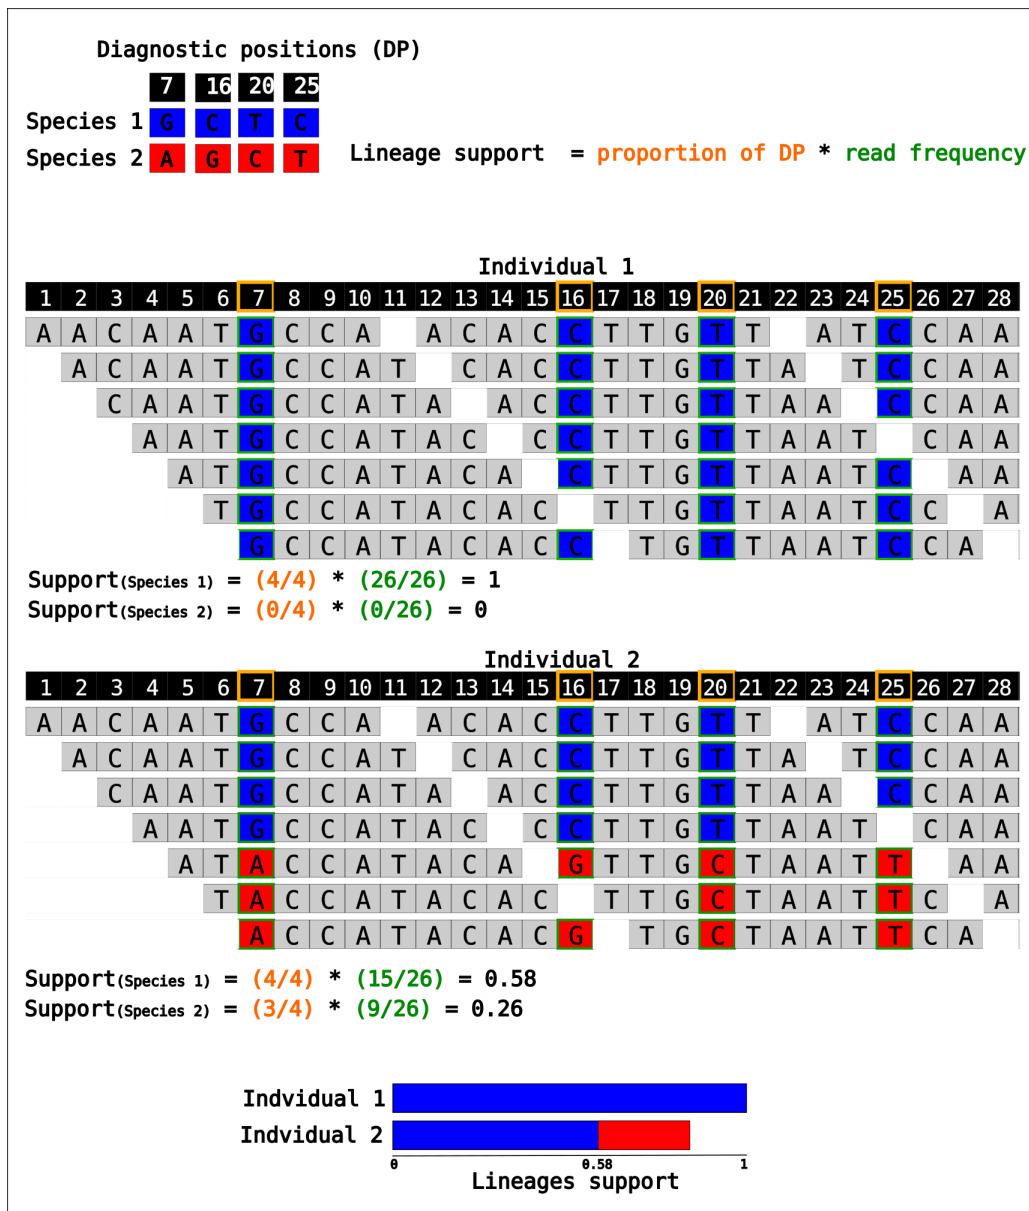 Diagnostic positions (DP)
7 16 20 25
Species 1 G C T C
Species 2 A G C T
Lineage support = proportion of DP * read frequency
Individual 1
1 2 3 4 5 6 7 8 9 10 11 12 13 14 15 16 17 18 19 20 21 22 23 24 25 26 27 28
A A C A A T G C C A A C A C C T T G T T A T C C A A
A C A A T G C C A T C A C C T T G T T A T C C A A
C A A T G C C A T A A C C T T G T T A A C C A A
A A T G C C A T A C C C T T G T T A A T C A A
A T G C C A T A C A C T T G T T A A T C A A
T G C C A T A C A C T T G T T A A T C C A
G C C A T A C A C C T G T T A A T C C A
Support(Species 1) = (4/4) * (26/26) = 1
Support(Species 2) = (0/4) * (0/26) = 0
Individual 2
1 2 3 4 5 6 7 8 9 10 11 12 13 14 15 16 17 18 19 20 21 22 23 24 25 26 27 28
A A C A A T G C C A A C A C C T T G T T A T C C A A
A C A A T G C C A T C A C C T T G T T A T C C A A
C A A T G C C A T A A C C T T G T T A A C C A A
A A T G C C A T A C C C T T G T T A A T C A A
A T A C C A T A C A G T T G C T A A T T A A
T A C C A T A C A C T T G C T A A T T C A
A C C A T A C A C G T G C T A A T T C A
Support(Species 1) = (4/4) * (15/26) = 0.58
Support(Species 2) = (3/4) * (9/26) = 0.26
Indvidual 1
Indvidual 2
0 0.58 1
Lineages support